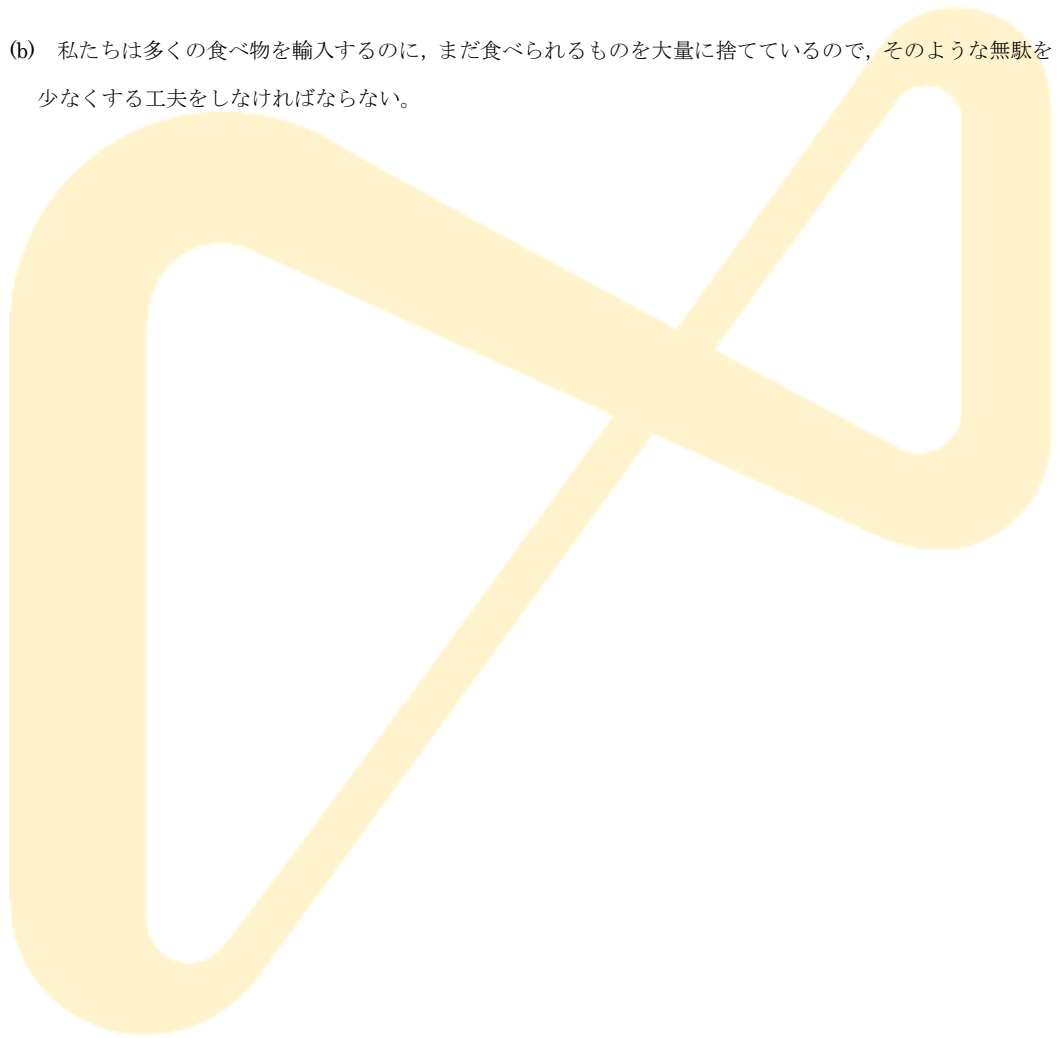 (b) 私たちは多くの食べ物を輸入するのに，まだ食べられるものを大量に捨てているので，そのような無駄を
少なくする工夫をしなければならない。